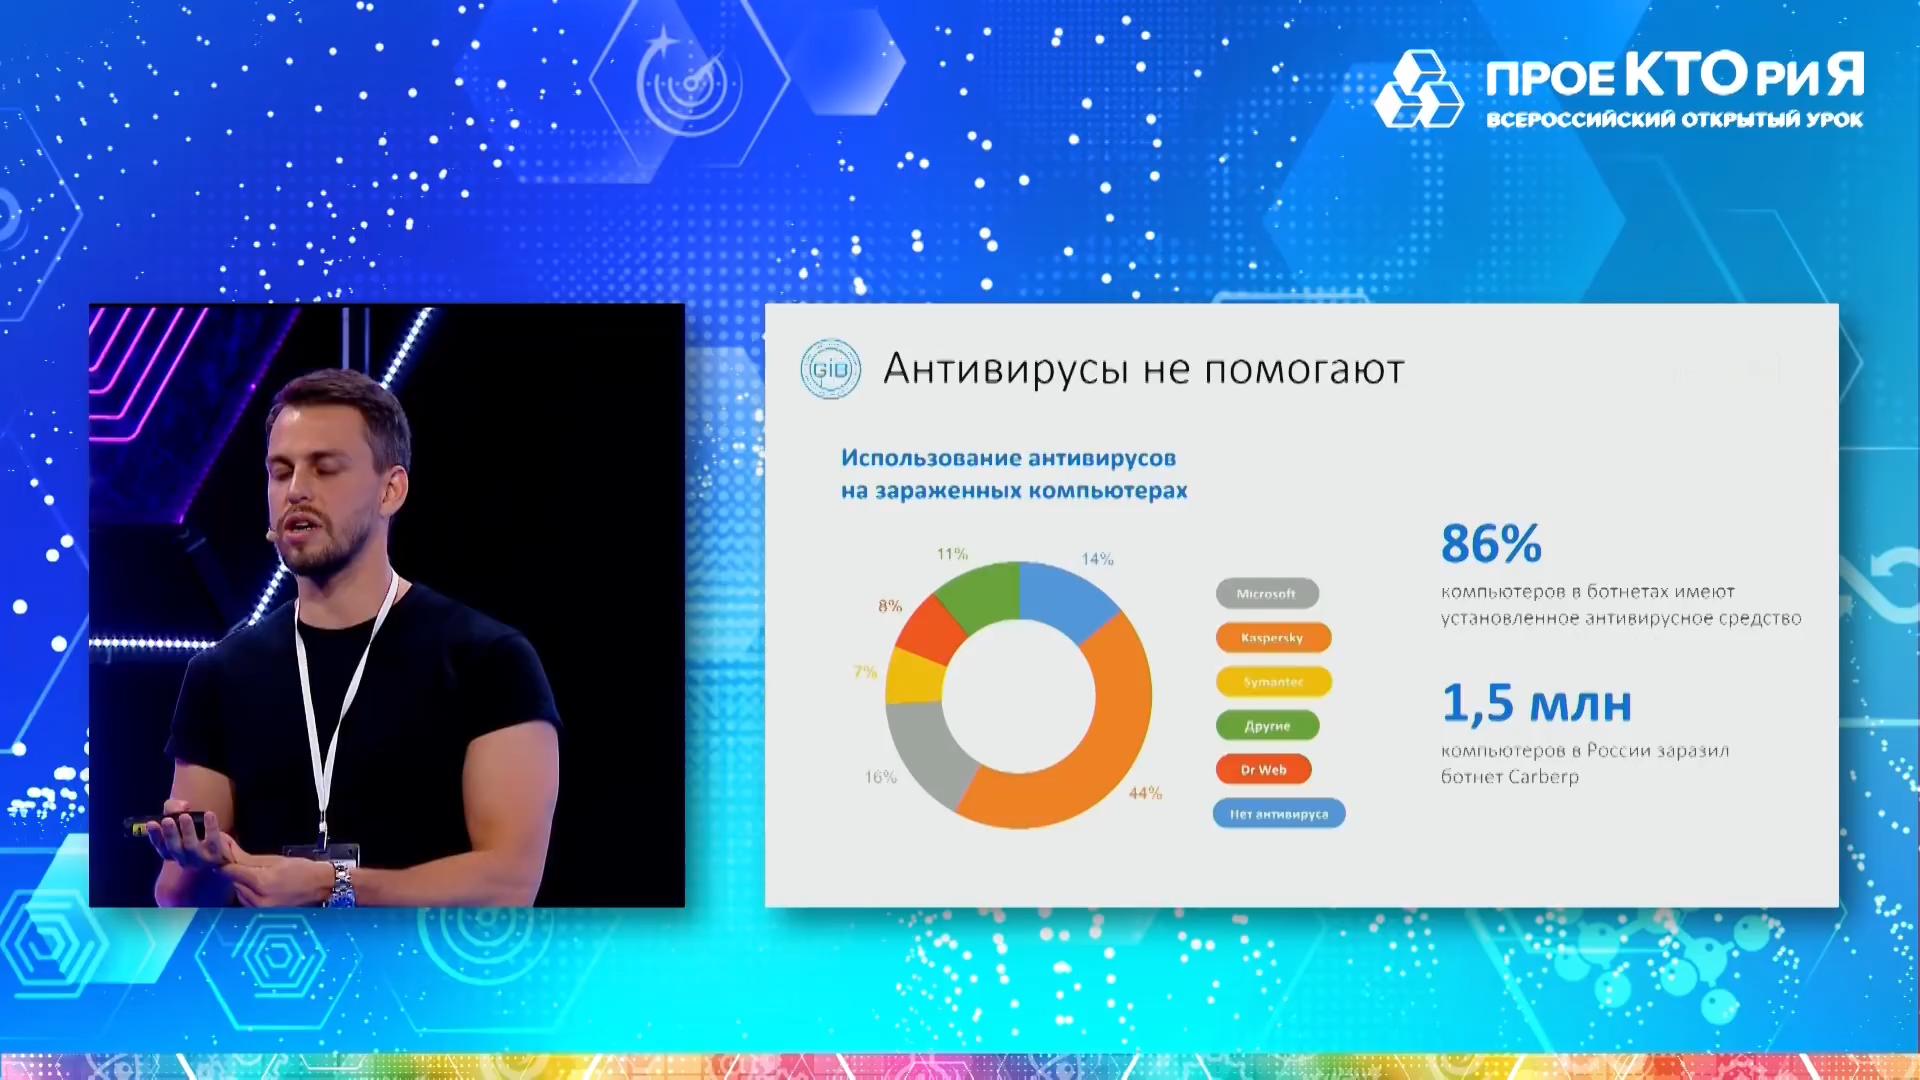 ПРОЕКТОРИЯ
ВСЕРОССИЙСКИЙ ОТКРЫТЫЙ УРОК
GIB
Антивирусы не помогают
Использование антивирусов
на зараженных компьютерах
11%
14%
8%
7%
16%
44%
Microsoft
Kaspersky
Symantec
Другие
Dr Web
Нет антивируса
86%
компьютеров в ботнетах имеют
установленное антивирусное средство
1,5 млн
компьютеров в России заразил
ботнет Carberp